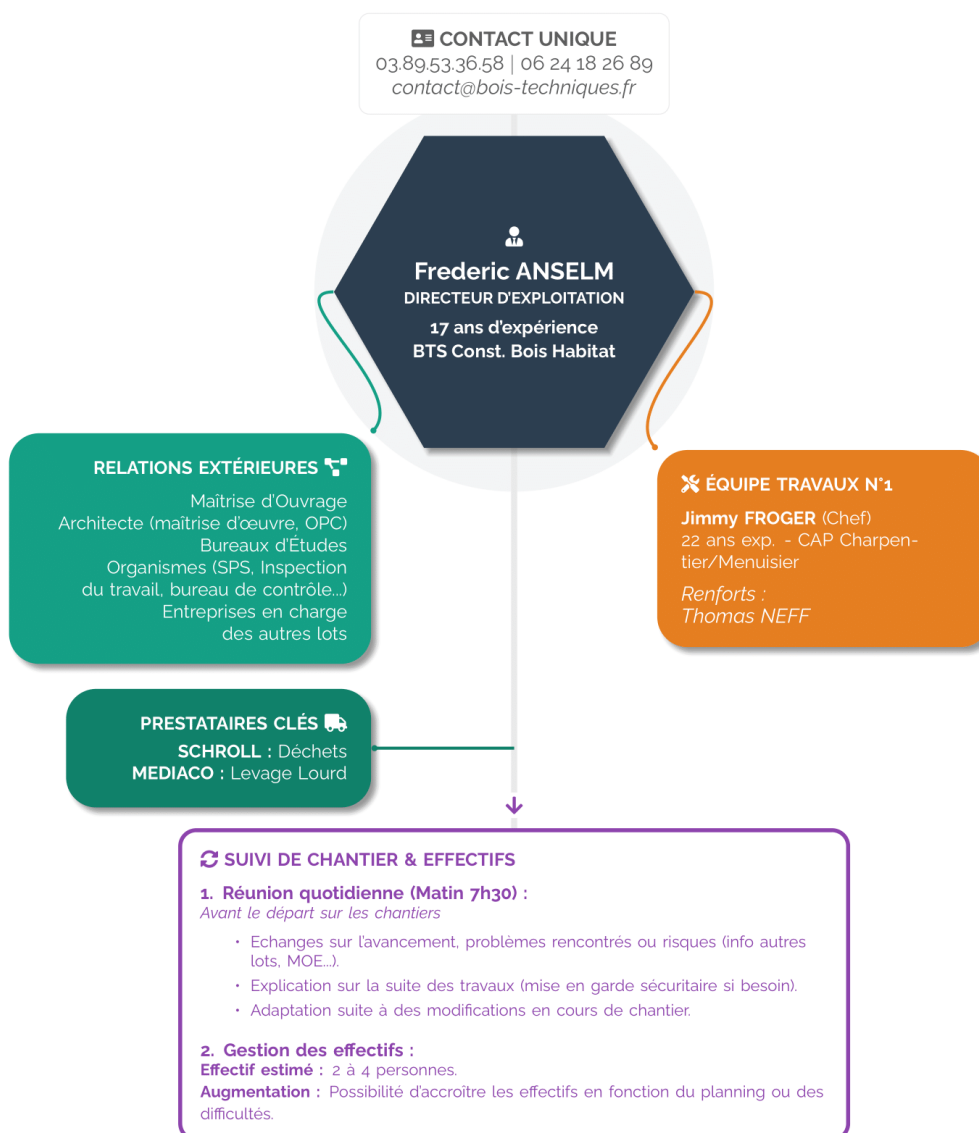 CONTACT UNIQUE
03.89.53.36.58 | 06 24 18 26 89
contact@bois-techniques.fr
Frederic ANSELM
DIRECTEUR D'EXPLOITATION
17 ans d'expérience
BTS Const. Bois Habitat
RELATIONS EXTÉRIEURES
Maîtrise d'Ouvrage
Architecte (maîtrise d'œuvre, OPC)
Bureaux d'Études
Organismes (SPS, Inspection
du travail, bureau de contrôle...)
Entreprises en charge
des autres lots
ÉQUIPE TRAVAUX N°1
Jimmy FROGER (Chef)
22 ans exp. - CAP Charpen-
tier/Menuisier
Renforts :
Thomas NEFF
PRESTATAIRES CLÉS
SCHROLL : Déchets
MEDIACO : Levage Lourd
SUIVI DE CHANTIER & EFFECTIFS
1. Réunion quotidienne (Matin 7h30) :
Avant le départ sur les chantiers
• Echanges sur l'avancement, problèmes rencontrés ou risques (info autres
lots, MOE...).
• Explication sur la suite des travaux (mise en garde sécuritaire si besoin).
• Adaptation suite à des modifications en cours de chantier.
2. Gestion des effectifs :
Effectif estimé : 2 à 4 personnes.
Augmentation : Possibilité d'accroître les effectifs en fonction du planning ou des
difficultés.